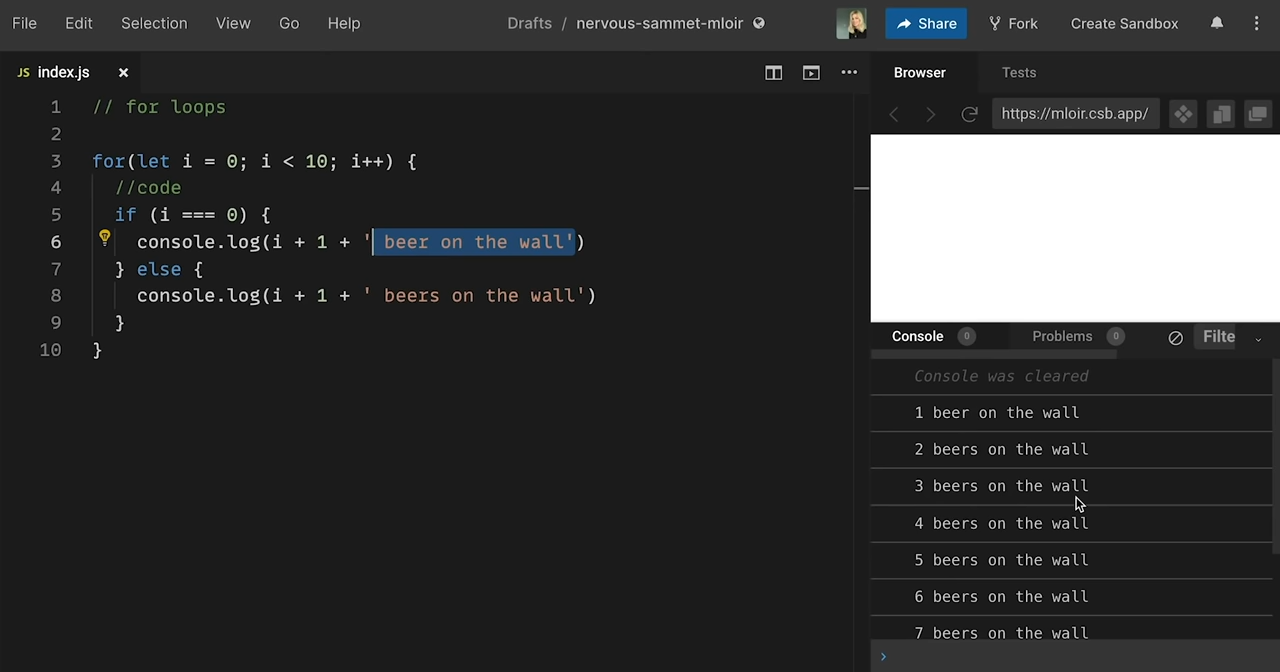 File Edit Selection View Go Help Drafts / nervous-sammet-mloir Share Fork Create Sandbox
JS index.js
Browser Tests
https://mloir.csb.app/
1 // for loops
2
3 for(let i = 0; i < 10; i++) {
4 //code
5 if (i === 0) {
6 console.log(i + 1 + ' beer on the wall')
7 } else {
8 console.log(i + 1 + ' beers on the wall')
9 }
10 }
Console 0 Problems 0 Filte
Console was cleared
1 beer on the wall
2 beers on the wall
3 beers on the wall
4 beers on the wall
5 beers on the wall
6 beers on the wall
7 beers on the wall